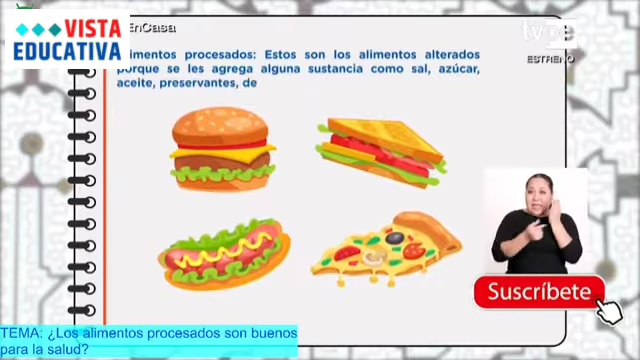 VISTA
EDUCATIVA
EnCasa
tvpe
ESTRENO
limentos procesados: Estos son los alimentos alterados
porque se les agrega alguna sustancia como sal, azúcar,
aceite, preservantes, de
Suscríbete
TEMA: ¿Los alimentos procesados son buenos
para la salud?